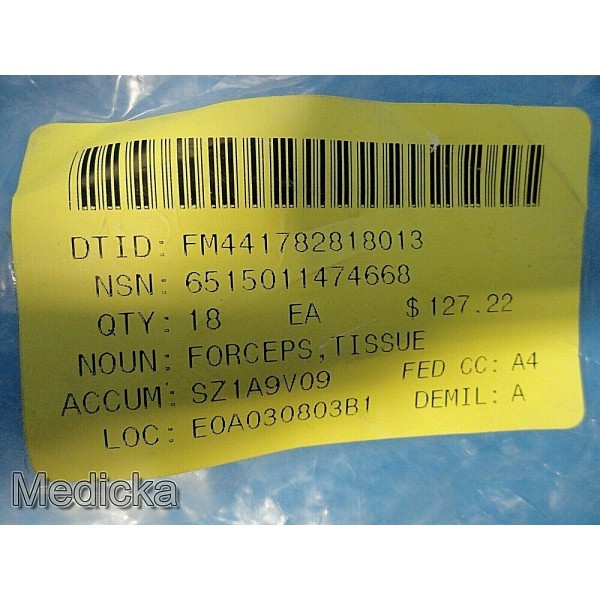 DTID: FM441782818013
NSN: 6515011474668
QTY: 18 EA $127.22
NOUN: FORCEPS,TISSUE
ACCUM: SZ1A9V09 FED CC: A4
LOC: E0A030803B1 DEMIL: A
Medicka